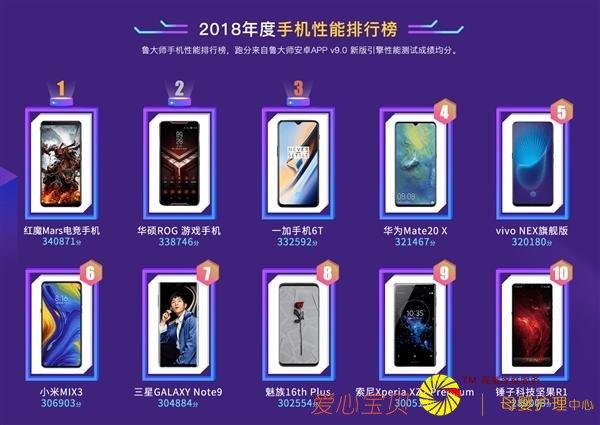 2018年度手机性能排行榜
鲁大师手机性能排行榜，跑分来自鲁大师安卓APP v9.0 新版引擎性能测试成绩均分。
1 2 3 4 5
08:08
红魔Mars电竞手机 华硕ROG 游戏手机 一加手机6T 华为Mate20 X vivo NEX旗舰版
340871分 338746分 332592分 321467分 320180分
6 7 8 9 10
小米MIX3 三星GALAXY Note9 魅族16th Plus 索尼Xperia XZ Premium 锤子科技坚果R1
306903分 304884分 302554分
爱心宝贝 TM 母婴护理中心